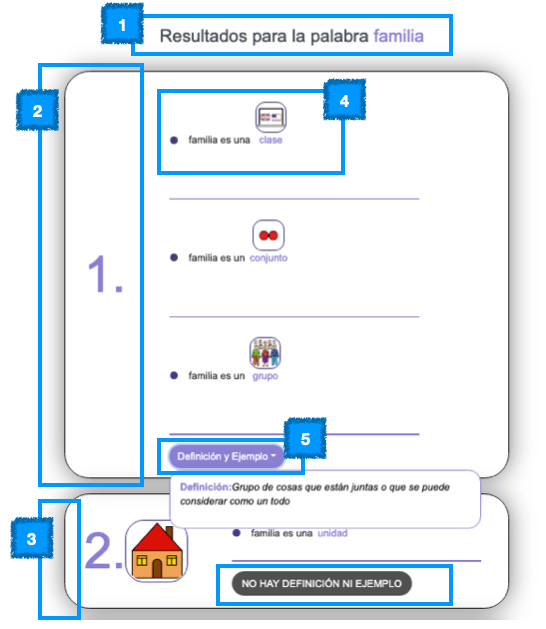 1
Resultados para la palabra familia
2
4
familia es una clase
familia es un conjunto
1.
familia es un grupo
5
Definición y Ejemplo
Definición:Grupo de cosas que están juntas o que se puede
considerar como un todo
3
2.
familia es una unidad
NO HAY DEFINICIÓN NI EJEMPLO